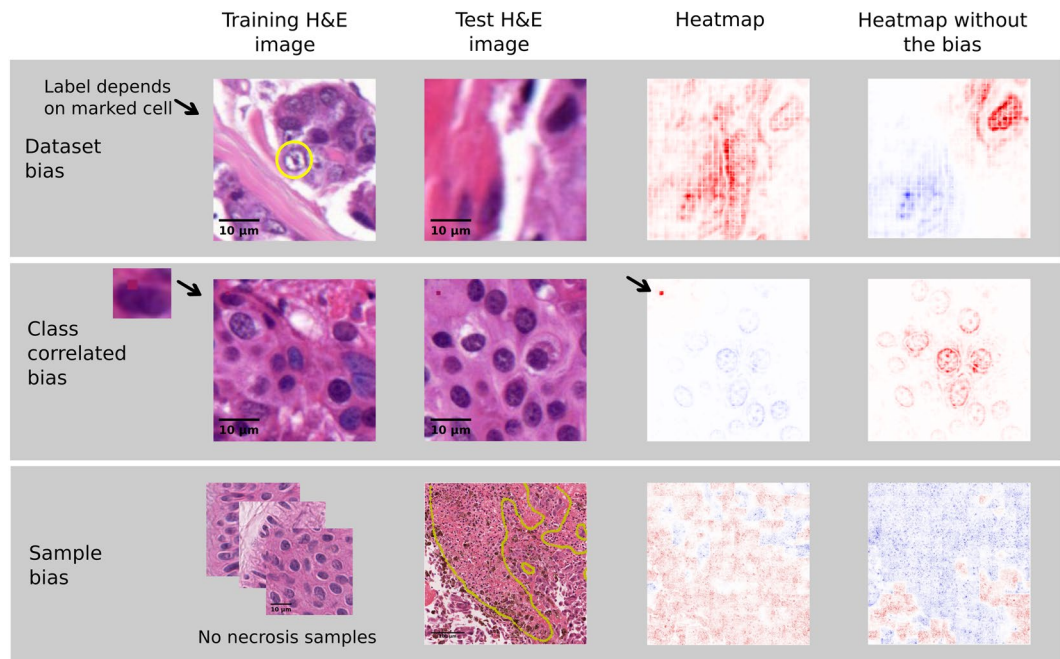 Training H&E
image
Test H&E
image
Heatmap
Heatmap without
the bias
Label depends
on marked cell
Dataset
bias
10 µm
10 µm
Class
correlated
bias
10 µm
10 µm
Sample
bias
10 µm
No necrosis samples